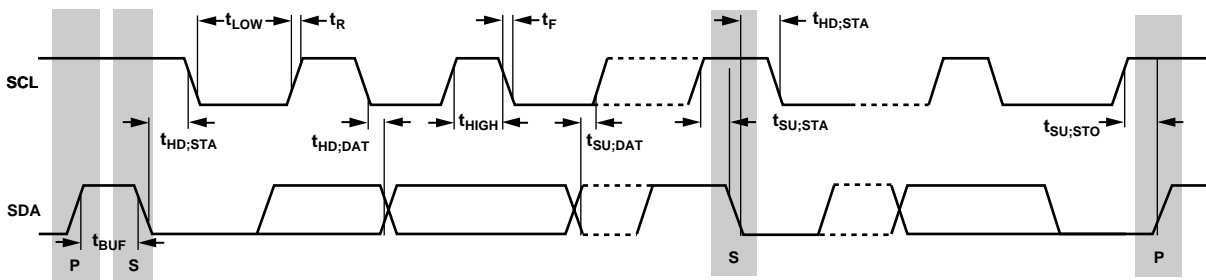 tLOW
tR
tF
tHD;STA
SCL
tHD;STA
tHD;DAT
tHIGH
tSU;DAT
tSU;STA
tSU;STO
SDA
tBUF
P
S
S
P